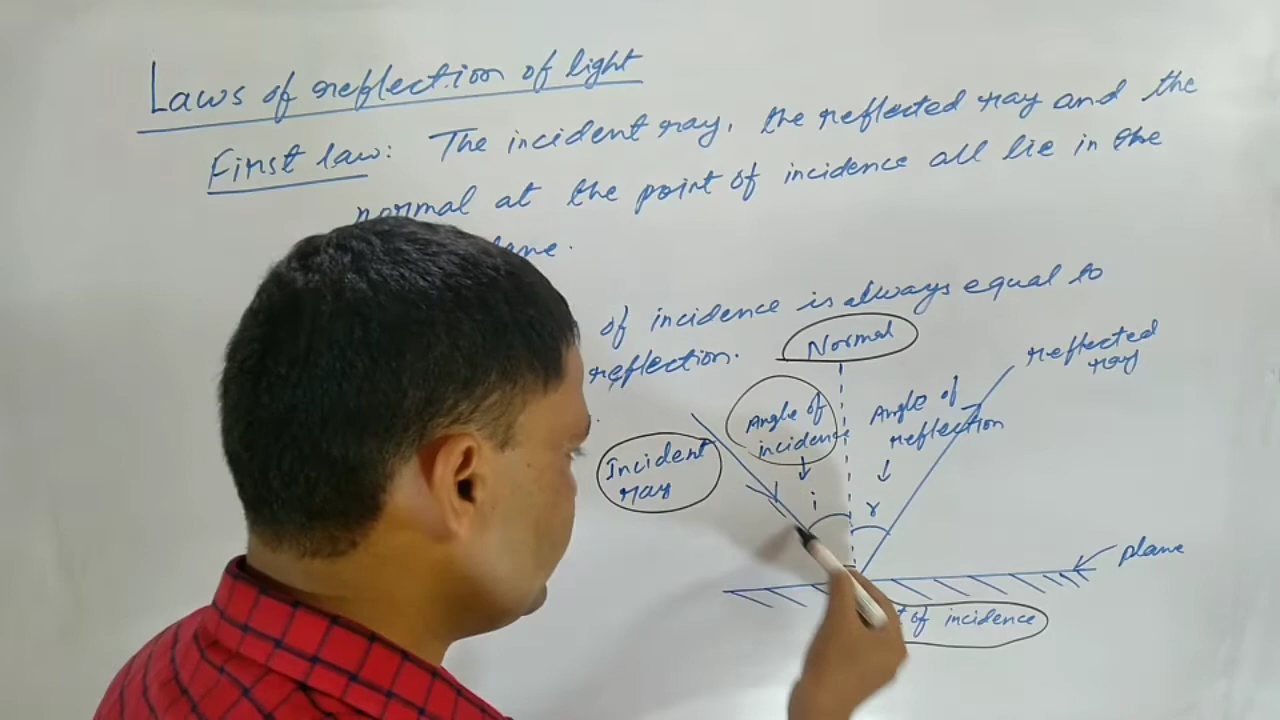 Laws of reflection of light
First law: The incident ray, the reflected ray and the
normal at the point of incidence all lie in the
of incidence is always equal to
reflection.
Normal
reflected
ray
Angle of
incidence
Angle of
reflection
Incident
ray
i
r
plane
of incidence